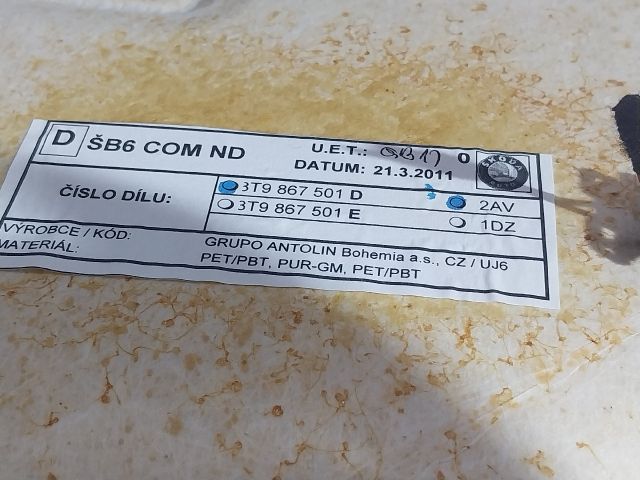 D ŠB6 COM ND U.E.T.: 0
DATUM: 21.3.2011
ŠKODA
ČÍSLO DÍLU: 3T9 867 501 D 2AV
3T9 867 501 E 1DZ
VÝROBCE / KÓD: GRUPO ANTOLIN Bohemia a.s., CZ / UJ6
MATERIÁL: PET/PBT, PUR-GM, PET/PBT